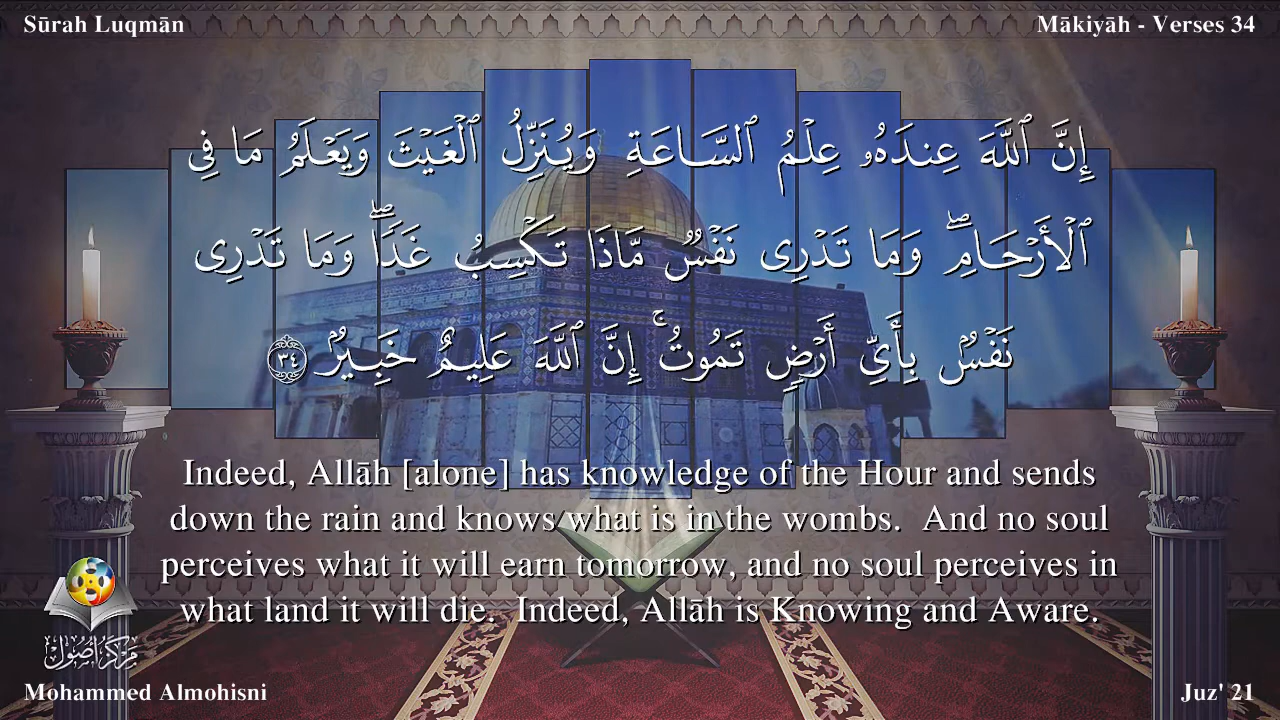 Sūrah Luqmān
Mākiyāh - Verses 34
إِنَّ ٱللَّهَ عِندَهُۥ عِلْمُ ٱلسَّاعَةِ وَيُنَزِّلُ ٱلْغَيْثَ وَيَعْلَمُ مَا فِى
ٱلْأَرْحَامِ ۖ وَمَا تَدْرِى نَفْسٌ مَّاذَا تَكْسِبُ غَدًا ۖ وَمَا تَدْرِى
نَفْسٌۢ بِأَىِّ أَرْضٍ تَمُوتُ ۚ إِنَّ ٱللَّهَ عَلِيمٌ خَبِيرٌۢ ٣٤
Indeed, Allāh [alone] has knowledge of the Hour and sends
down the rain and knows what is in the wombs.  And no soul
perceives what it will earn tomorrow, and no soul perceives in
what land it will die.  Indeed, Allāh is Knowing and Aware.
مركز أصول
Mohammed Almohisni
Juz' 21